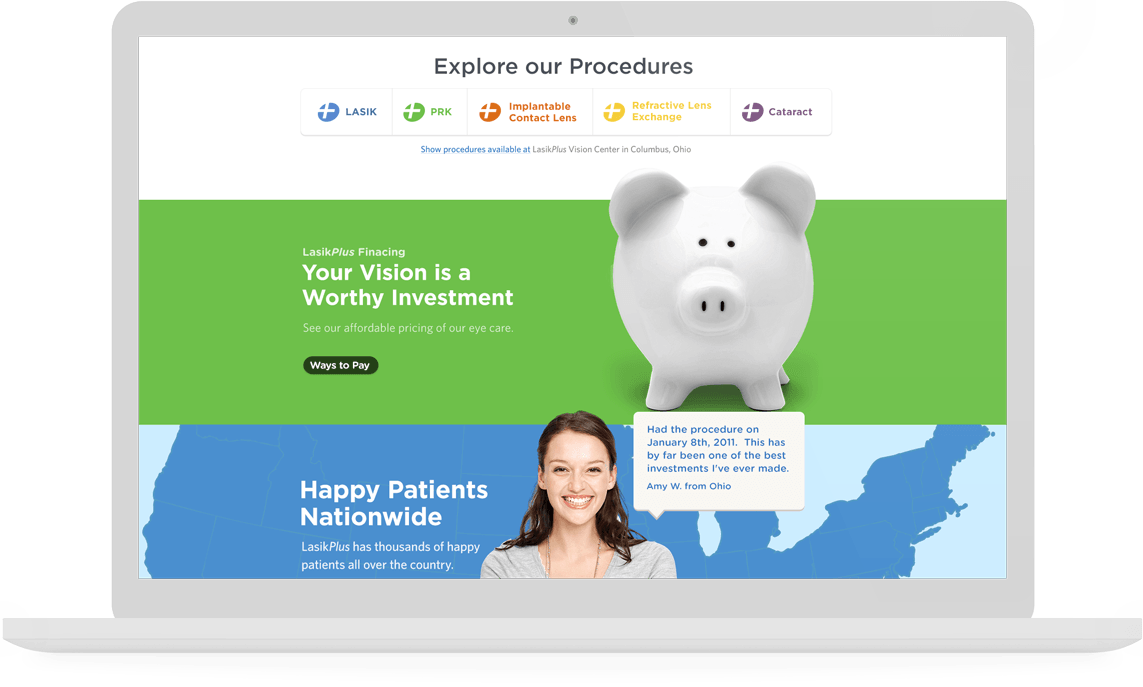 Explore our Procedures
LASIK
PRK
Implantable
Contact Lens
Refractive Lens
Exchange
Cataract
Show procedures available at LasikPlus Vision Center in Columbus, Ohio
LasikPlus Finacing
Your Vision is a
Worthy Investment
See our affordable pricing of our eye care.
Ways to Pay
Had the procedure on
January 8th, 2011. This has
by far been one of the best
investments I've ever made.
Amy W. from Ohio
Happy Patients
Nationwide
LasikPlus has thousands of happy
patients all over the country.